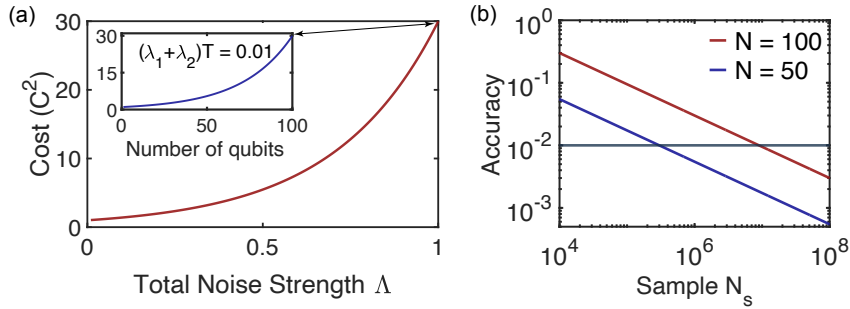 (a)
30
20
10
0
Cost (C²)
0
0.5
1
Total Noise Strength Λ
30
15
0
(λ₁+λ₂)T = 0.01
0
50
100
Number of qubits
(b)
10⁰
10⁻¹
10⁻²
10⁻³
Accuracy
N = 100
N = 50
10⁴
10⁶
10⁸
Sample Nₛ